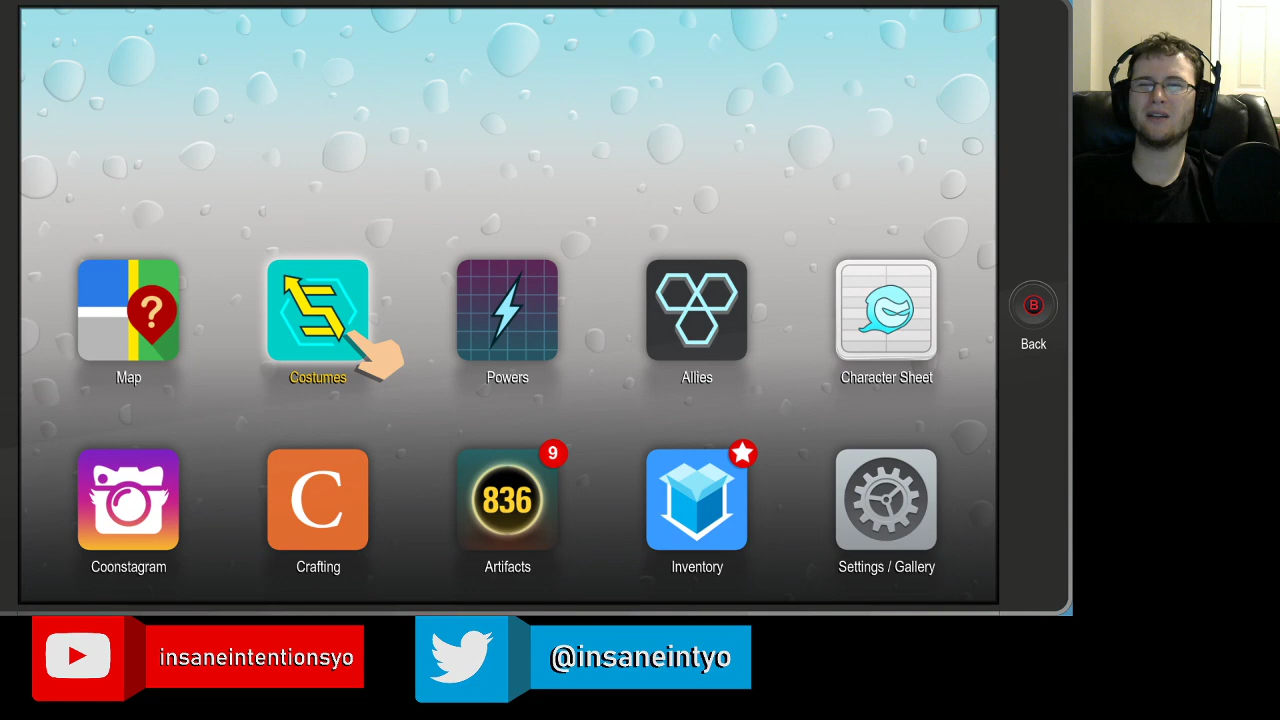 ?
Map
Costumes
Powers
Allies
Character Sheet
B
Back
Coonstagram
C
Crafting
9
836
Artifacts
Inventory
Settings / Gallery
insaneintentionsyo
@insaneintyo